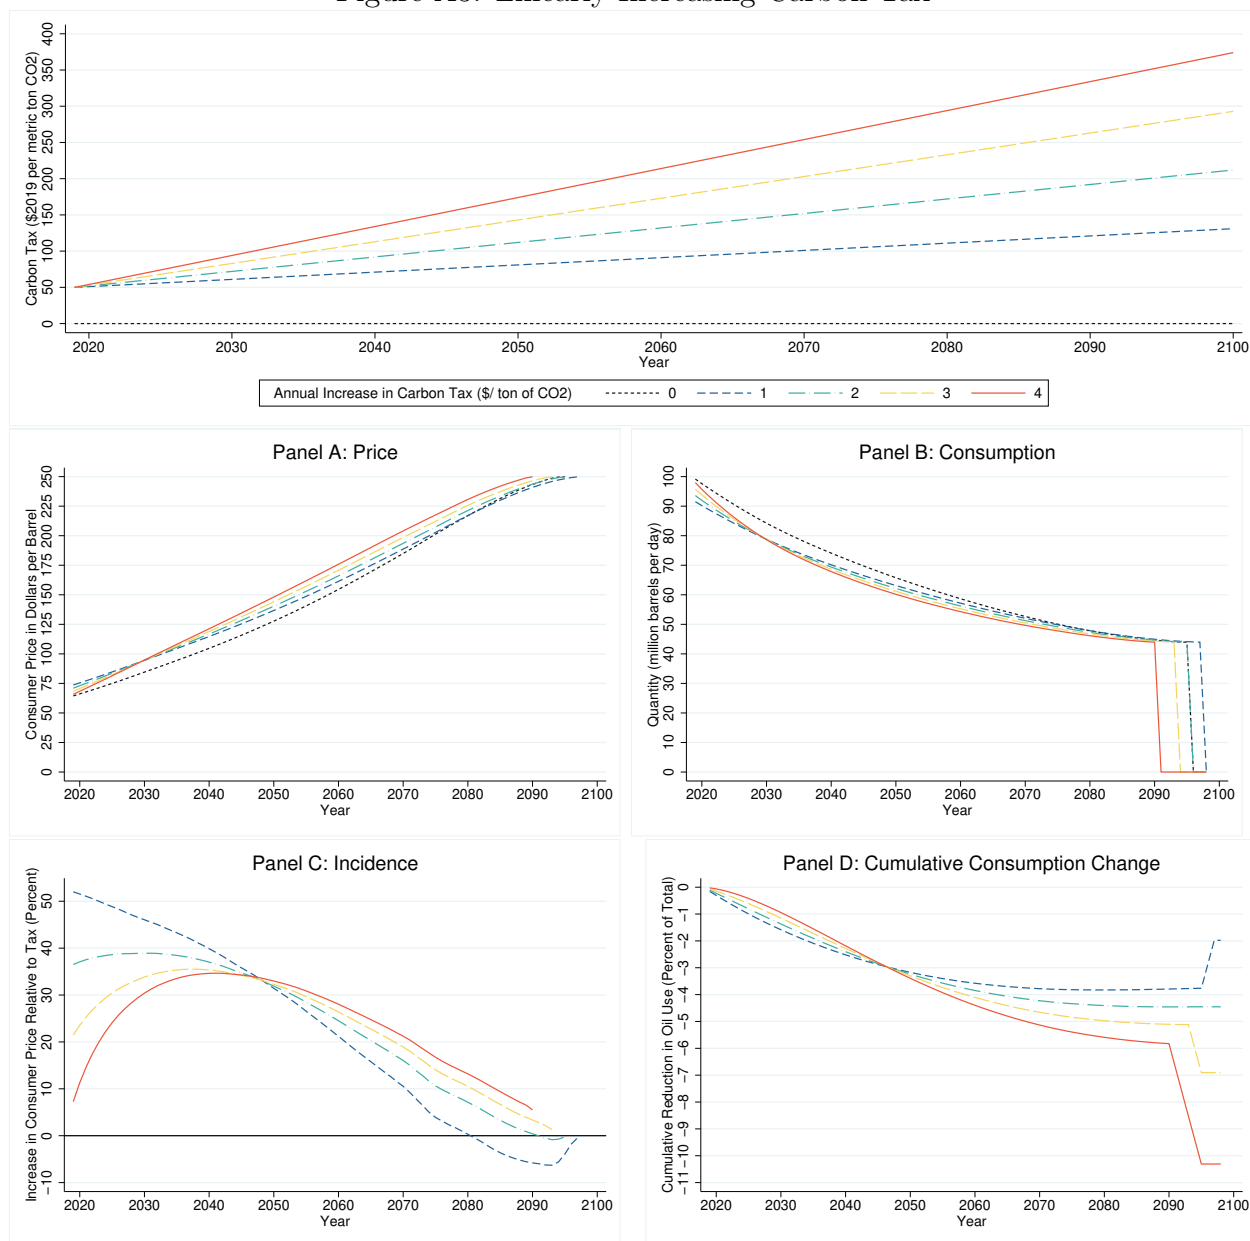 Figure A3: Linearly Increasing Carbon Tax
Carbon Tax ($2019 per metric ton CO2)
400
350
300
250
200
150
100
50
0
2020 2030 2040 2050 2060 2070 2080 2090 2100
Year
Annual Increase in Carbon Tax ($/ ton of CO2) 0 1 2 3 4
Panel A: Price
Consumer Price in Dollars per Barrel
250
225
200
175
150
125
100
75
50
25
0
2020 2030 2040 2050 2060 2070 2080 2090 2100
Year
Panel B: Consumption
Quantity (million barrels per day)
100
90
80
70
60
50
40
30
20
10
0
2020 2030 2040 2050 2060 2070 2080 2090 2100
Year
Panel C: Incidence
Increase in Consumer Price Relative to Tax (Percent)
50
40
30
20
10
0
−10
2020 2030 2040 2050 2060 2070 2080 2090 2100
Year
Panel D: Cumulative Consumption Change
Cumulative Reduction in Oil Use (Percent of Total)
0
−1
−2
−3
−4
−5
−6
−7
−8
−9
−10
−11
2020 2030 2040 2050 2060 2070 2080 2090 2100
Year